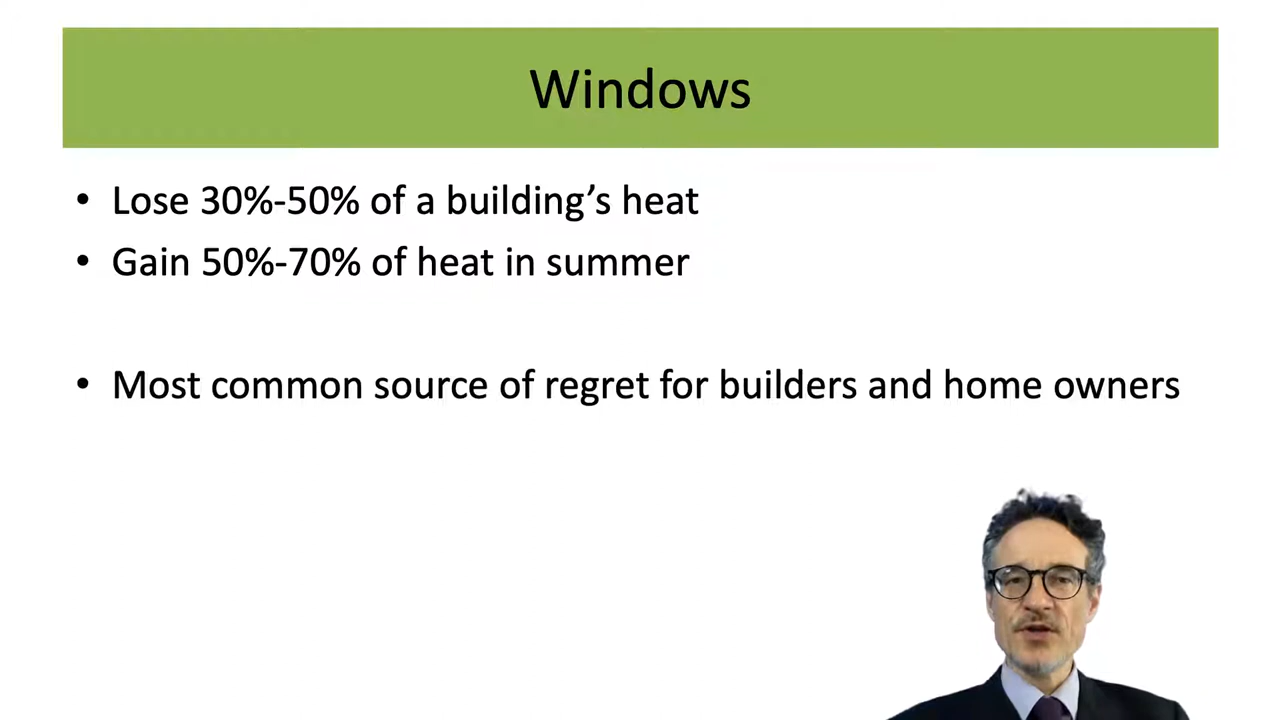 Windows
• Lose 30%-50% of a building’s heat
• Gain 50%-70% of heat in summer
• Most common source of regret for builders and home owners